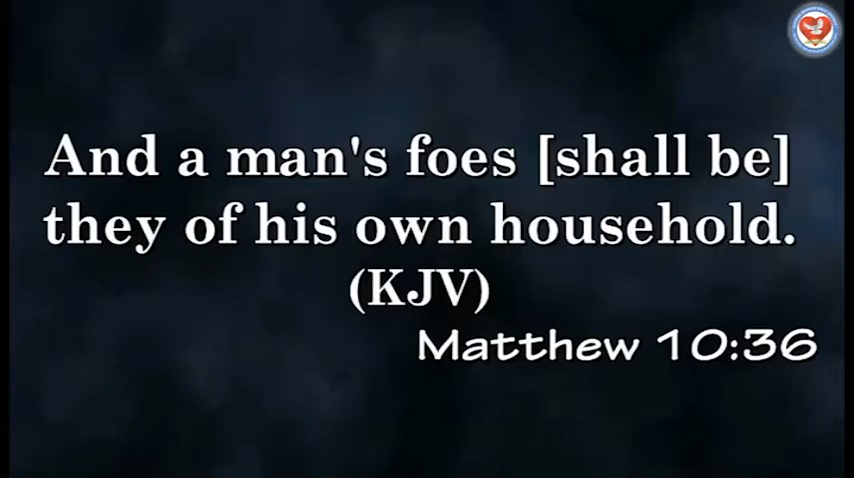 And a man's foes [shall be]
they of his own household.
(KJV)
Matthew 10:36